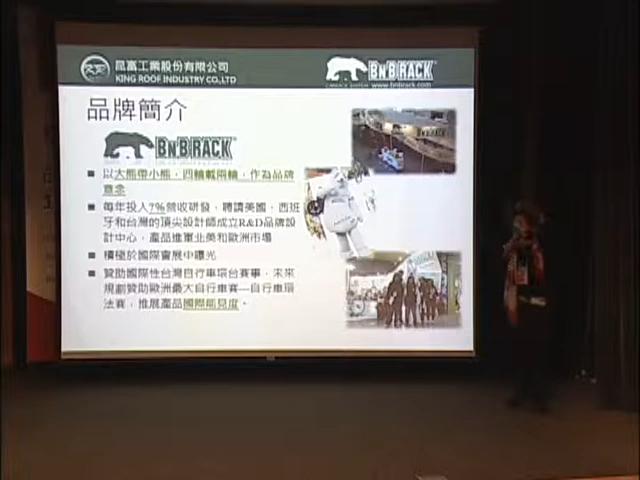 昆富工業股份有限公司
KING ROOF INDUSTRY CO.,LTD
BNBRACK
www.bnbrack.com
品牌簡介
BNBRACK
以大熊帶小熊，四輪載兩輪，作為品牌
意念
每年投入7%營收研發，聘請美國，西班
牙和台灣的頂尖設計師成立R&D品牌設
計中心，產品進軍北美和歐洲市場
積極於國際會展中曝光
贊助國際性台灣自行車環台賽事，未來
規劃贊助歐洲最大自行車賽—自行車環
法賽，推展產品國際能見度。